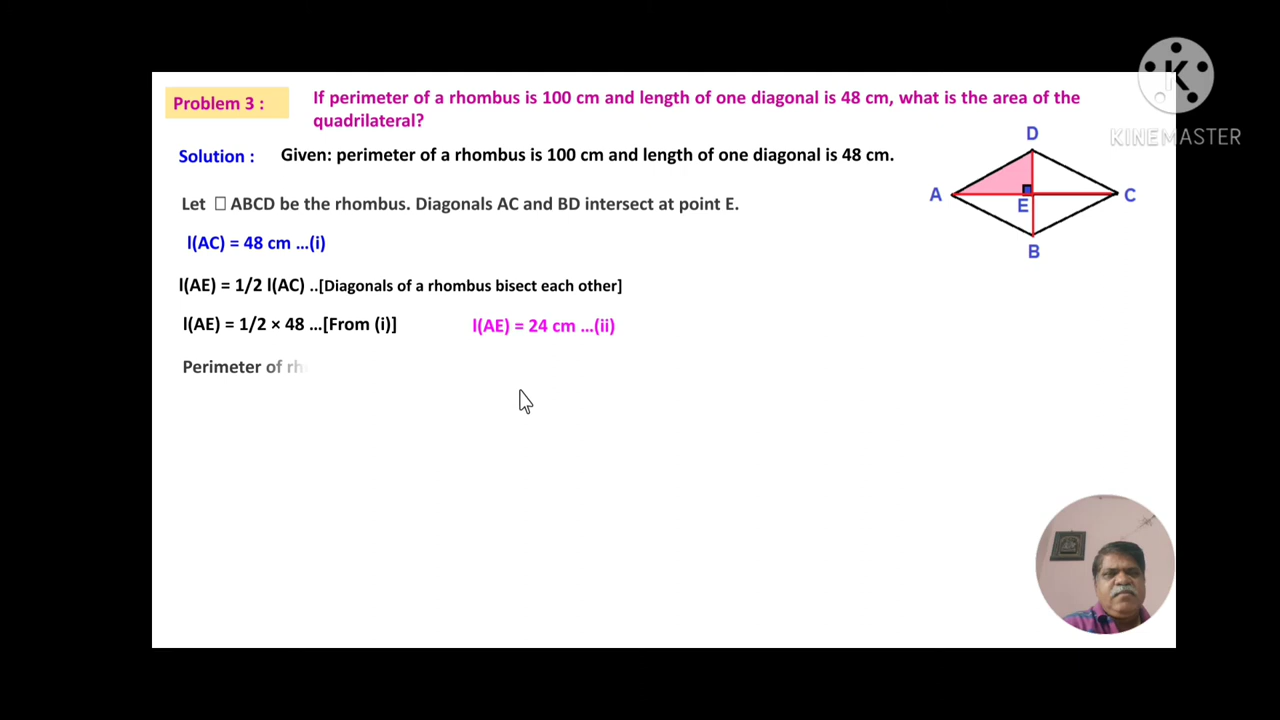 KINEMASTER
Problem 3 :
If perimeter of a rhombus is 100 cm and length of one diagonal is 48 cm, what is the area of the
quadrilateral?
Solution :
Given: perimeter of a rhombus is 100 cm and length of one diagonal is 48 cm.
Let □ ABCD be the rhombus. Diagonals AC and BD intersect at point E.
l(AC) = 48 cm ...(i)
l(AE) = 1/2 l(AC) ..[Diagonals of a rhombus bisect each other]
l(AE) = 1/2 × 48 ...[From (i)]
l(AE) = 24 cm ...(ii)
Perimeter of rh
D
A
E
C
B